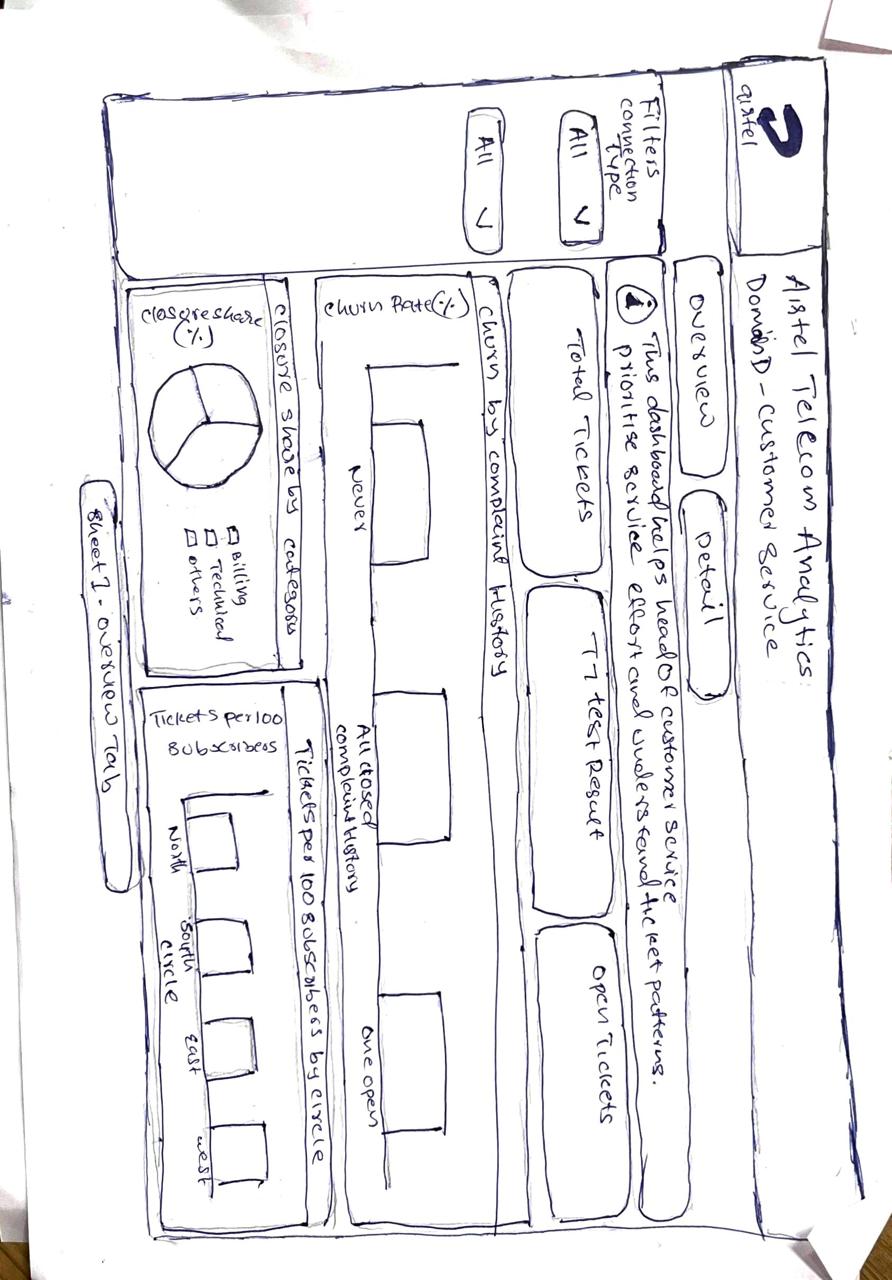 airtel
Airtel Telecom Analytics:
Domain D - Customer Service
Overview
Detail
Filters
connection
Type
All
All
i
This dashboard helps head of customer service
prioritise service effort and understand ticket patterns.
Total Tickets
T7 test Result
Open Tickets
Churn by complaint History
Churn Rate (%)
Never
All closed
complaint History
One open
Closure share by category
Closure share
(%)
Billing
Technical
Others
Tickets per 100 Subscribers by circle
Tickets per 100
Subscribers
North
South
East
West
circle
Sheet 1 - Overview Tab